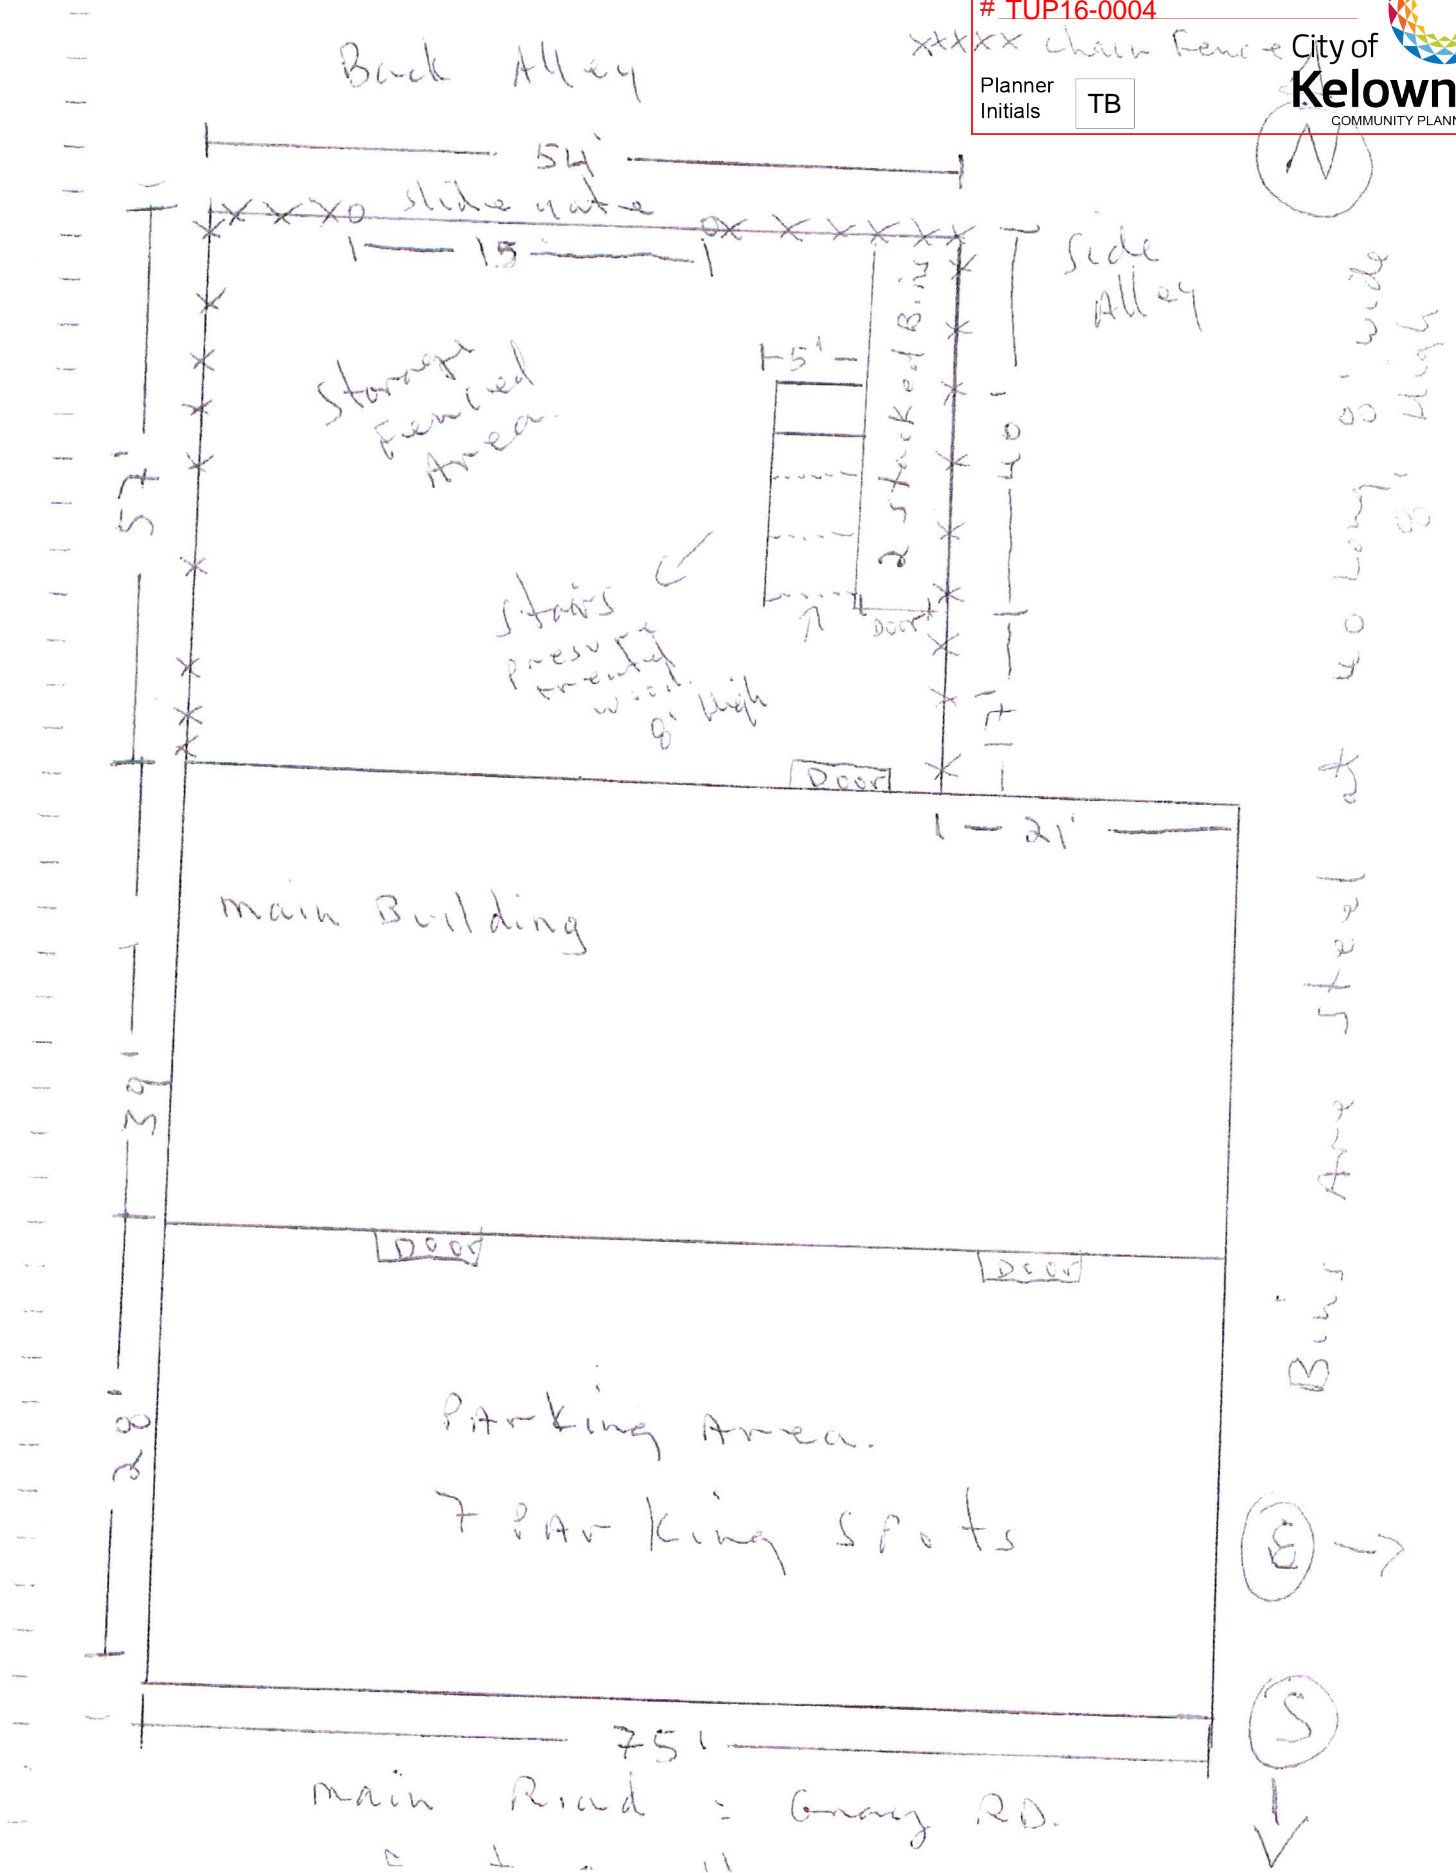 # TUP16-0004
xxxxx chain Fence
City of
Kelown
COMMUNITY PLANN
Planner
Initials
TB
N
Back Alley
54'
slide gate
15
side
Alley
Storage
Fenced
Area.
5'
2 stacked Bins
40'
57'
stairs
presure
treated
wood.
8' High
Door
17'
Door
21'
main Building
39'
Door
Door
28'
PArking Area.
7 PArking Spots
Bins Are steel at 40 Long, 8' wide
8' High
E
S
75'
main Road = Gray RD.